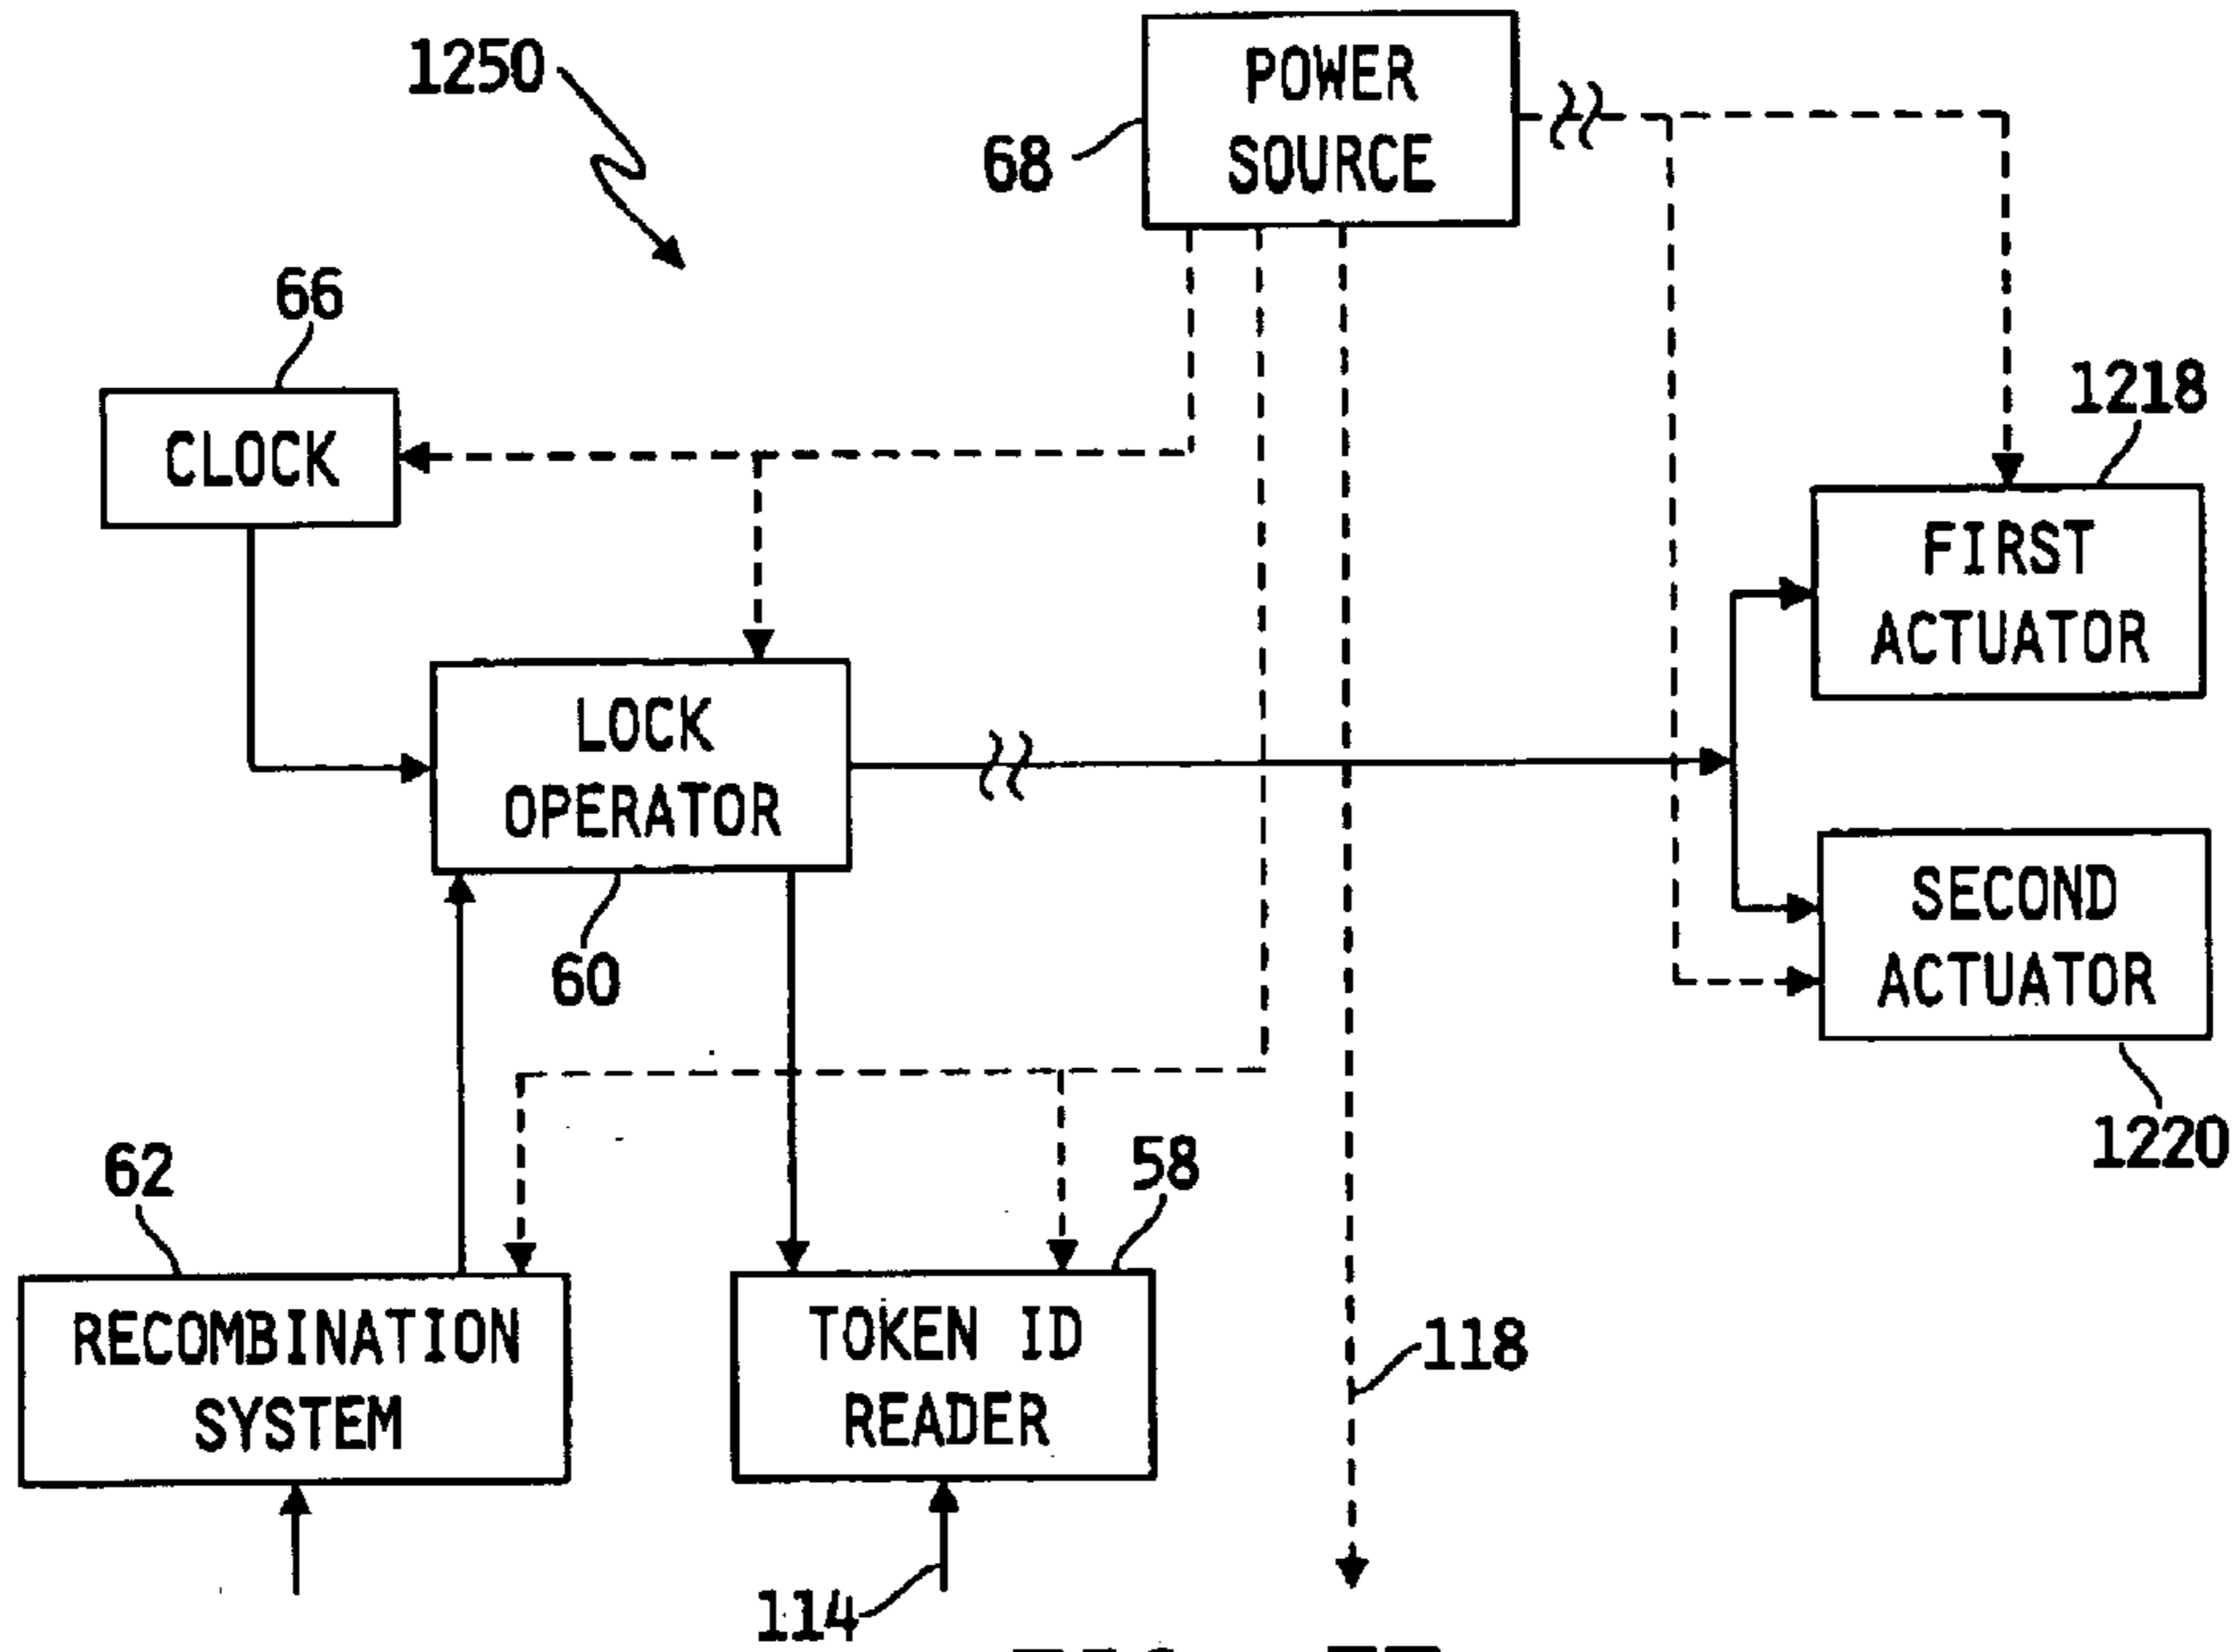 1250
POWER
SOURCE
68
66
CLOCK
1218
FIRST
ACTUATOR
LOCK
OPERATOR
60
SECOND
ACTUATOR
1220
62
58
RECOMBINATION
SYSTEM
TOKEN ID
READER
118
114